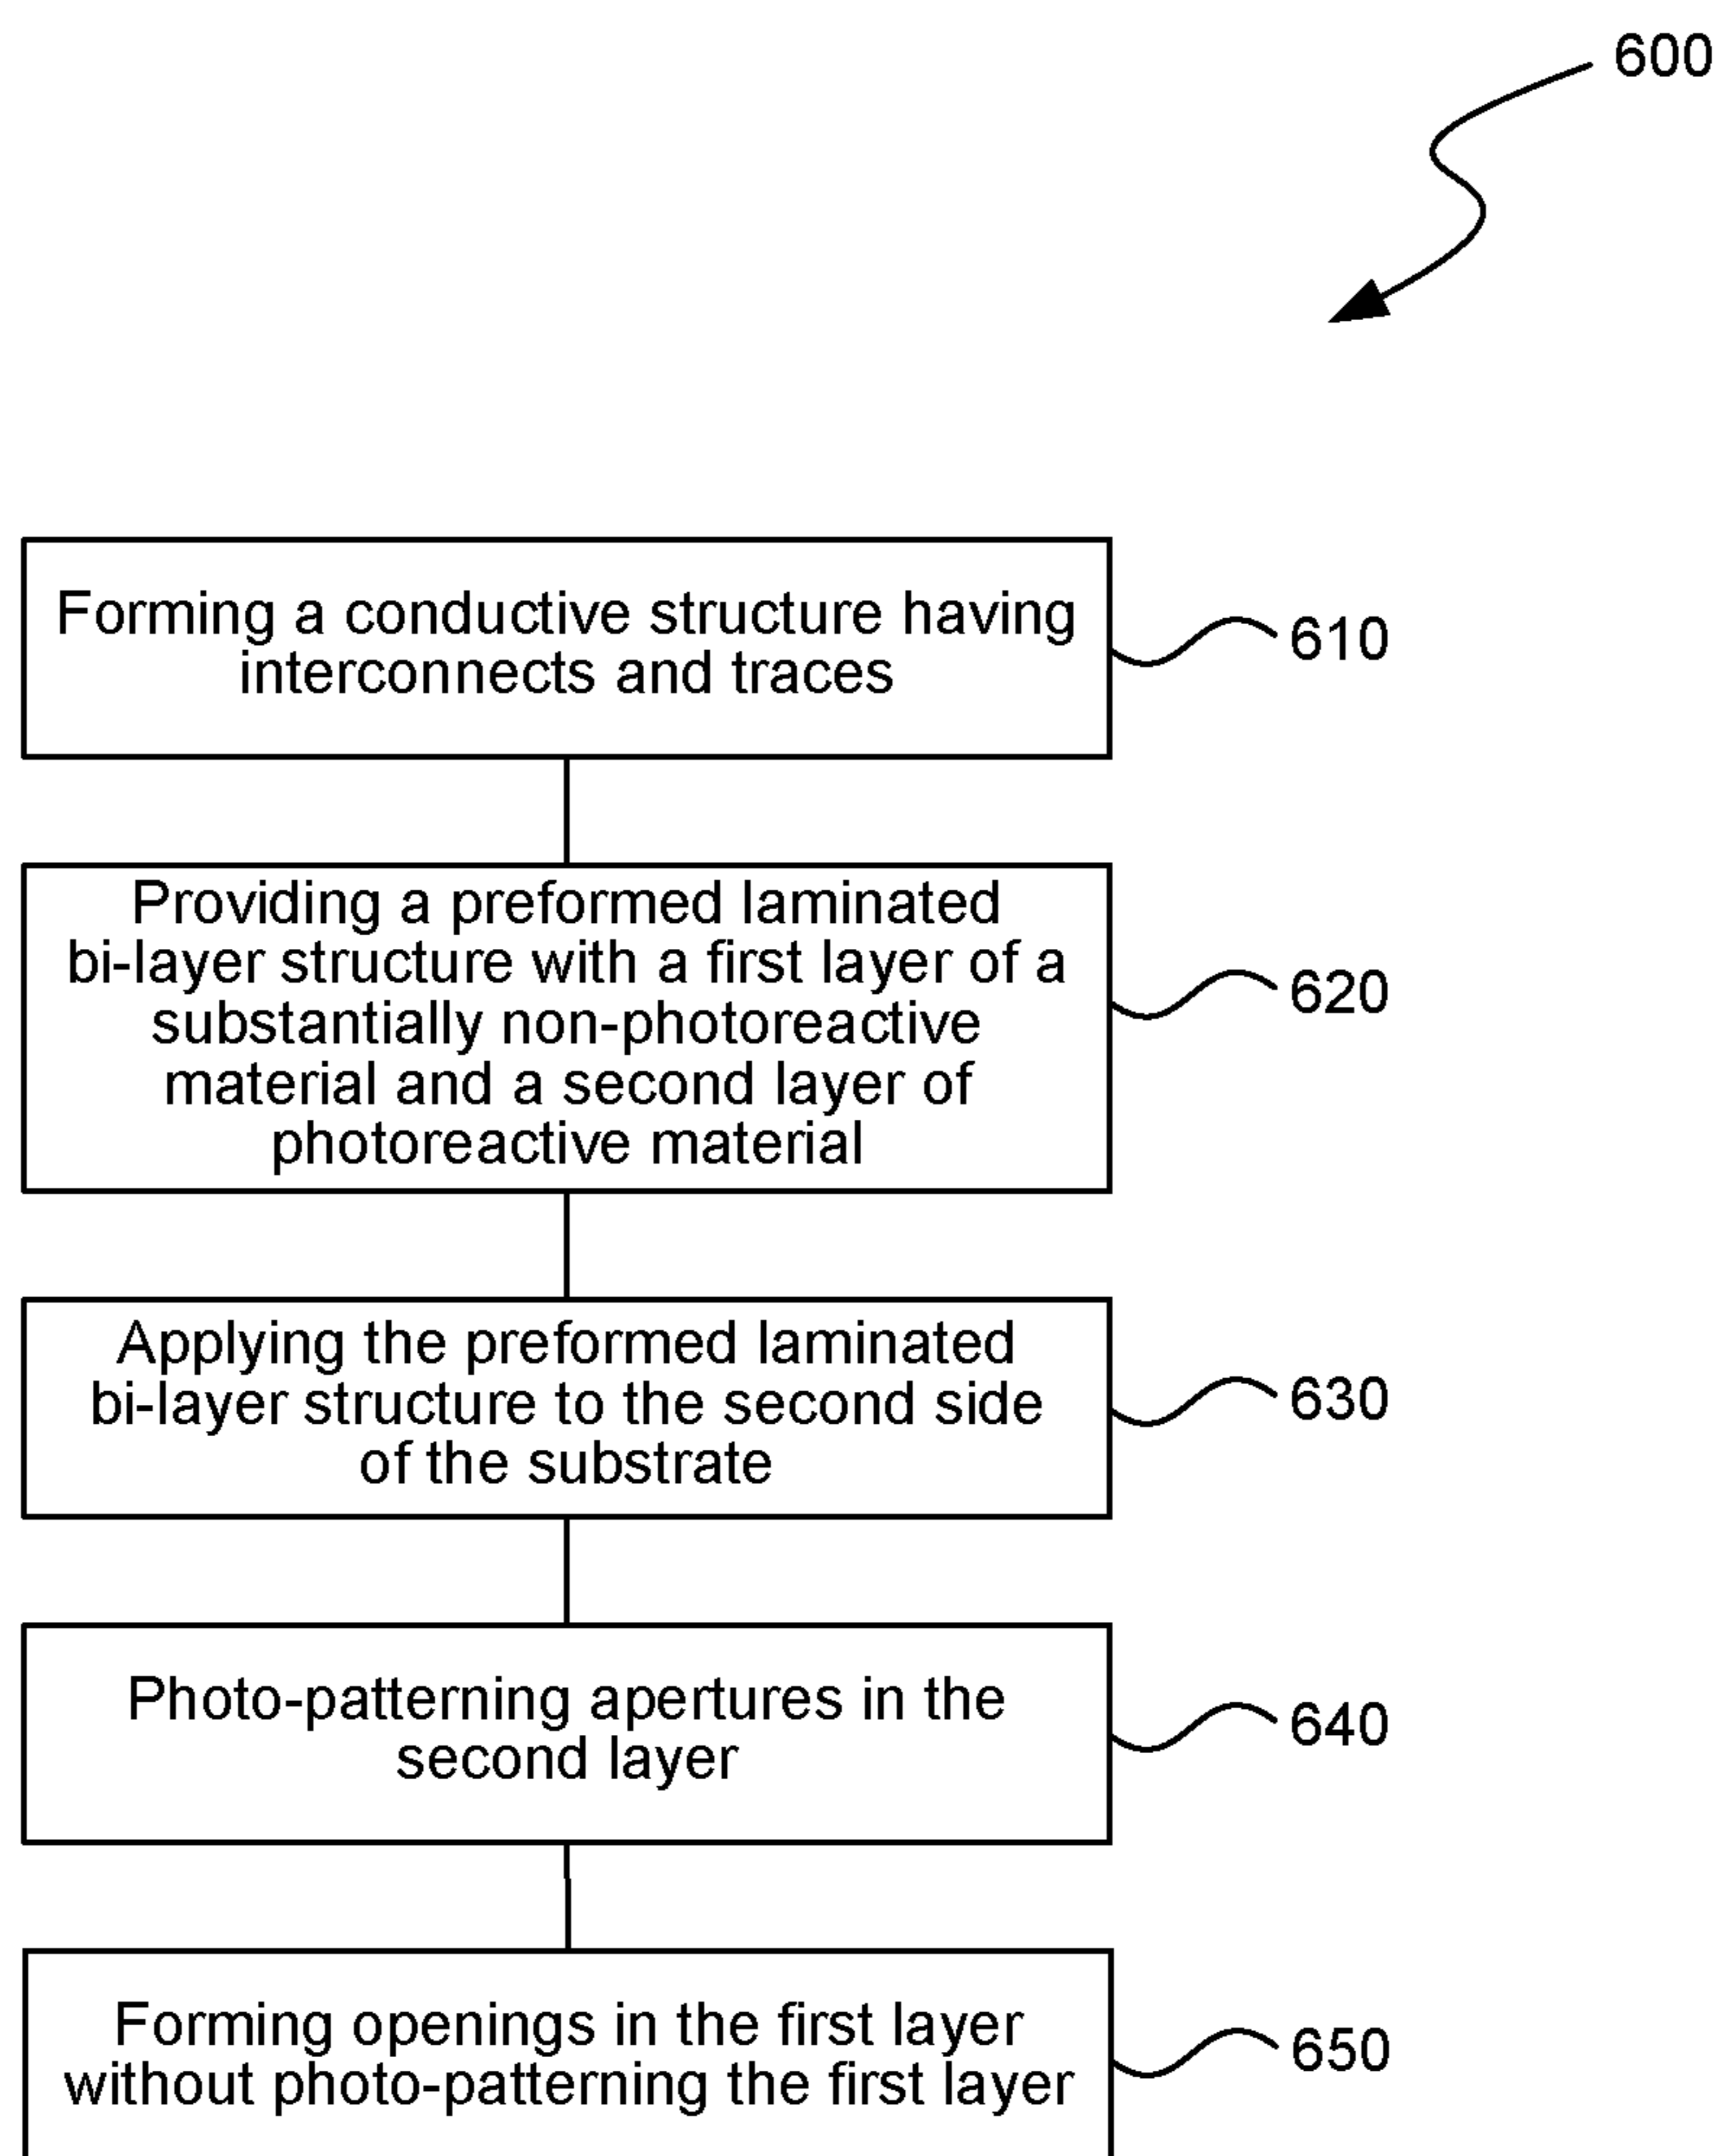 600
Forming a conductive structure having
interconnects and traces
610
Providing a preformed laminated
bi-layer structure with a first layer of a
substantially non-photoreactive
material and a second layer of
photoreactive material
620
Applying the preformed laminated
bi-layer structure to the second side
of the substrate
630
Photo-patterning apertures in the
second layer
640
Forming openings in the first layer
without photo-patterning the first layer
650